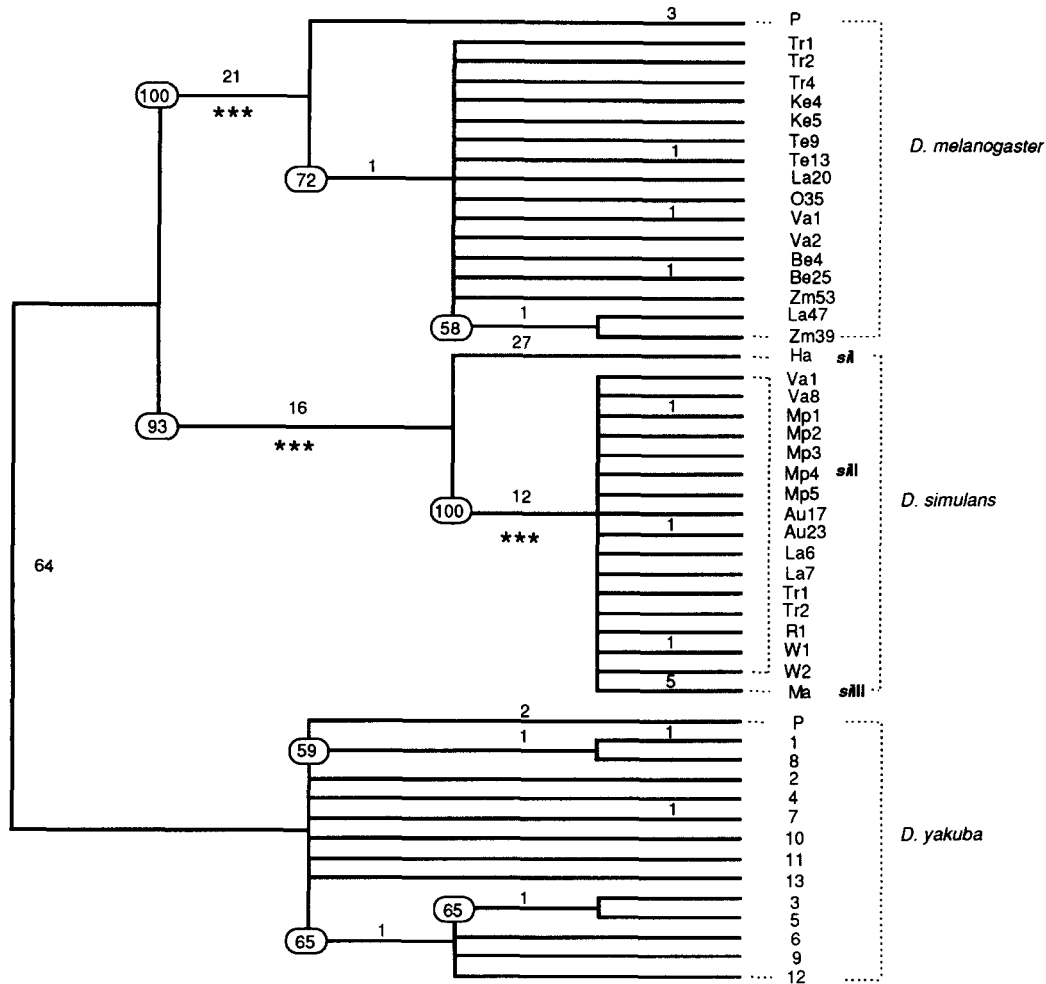 3 P
Tr1
Tr2
21
Tr4
100
Ke4
***
Ke5
Te9
D. melanogaster
1 Te13
72 1
La20
O35
1 Va1
Va2
Be4
1 Be25
Zm53
1 La47
58
Zm39
27 Ha siI
Va1
Va8
16 1 Mp1
93
Mp2
***
Mp3
Mp4 siII
Mp5
12
D. simulans
100
Au17
***
1 Au23
La6
64
La7
Tr1
Tr2
R1
1 W1
W2
5 Ma siIII
2 P
59 1 1 1
8
2
4
1 7
10
D. yakuba
11
13
3
65 1
5
65 1
6
9
12